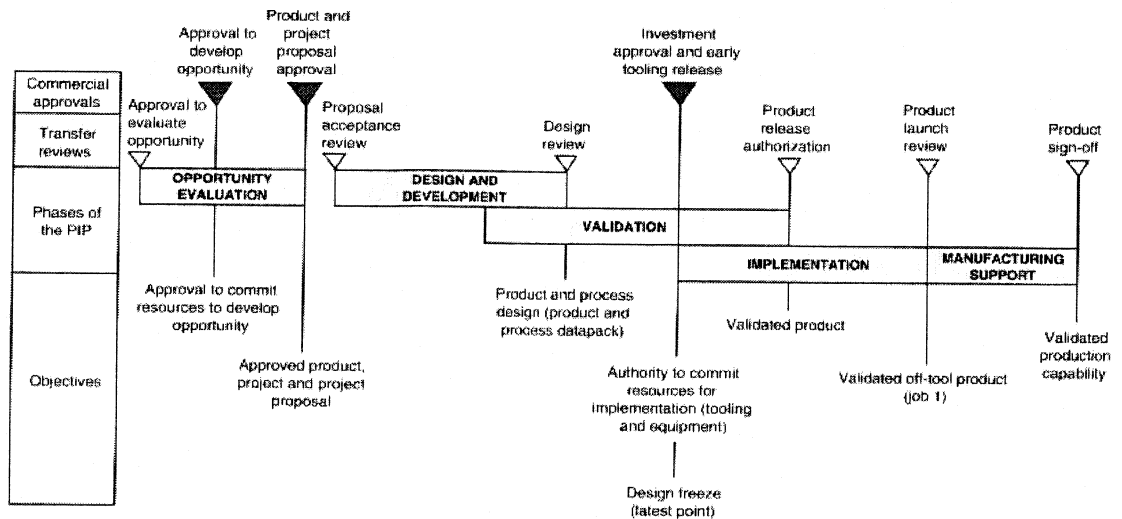 Commercial
approvals
Transfer
reviews
Phases of
the PIP
Objectives
Approval to
evaluate
opportunity
Approval to
develop
opportunity
Product and
project
proposal
approval
Proposal
acceptance
review
Design
review
Investment
approval and early
tooling release
Product
release
authorization
Product
launch
review
Product
sign-off
OPPORTUNITY
EVALUATION
DESIGN AND
DEVELOPMENT
VALIDATION
IMPLEMENTATION
MANUFACTURING
SUPPORT
Approval to commit
resources to develop
opportunity
Approved product,
project and project
proposal
Product and process
design (product and
process datapack)
Authority to commit
resources for
implementation (tooling
and equipment)
Design freeze
(latest point)
Validated product
Validated off-tool product
(job 1)
Validated
production
capability